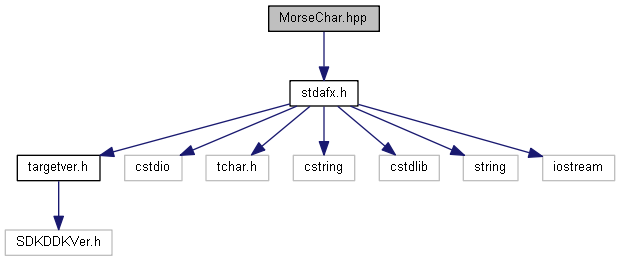 MorseChar.hpp
stdafx.h
targetver.h
cstdio
tchar.h
cstring
cstdlib
string
iostream
SDKDDKVer.h